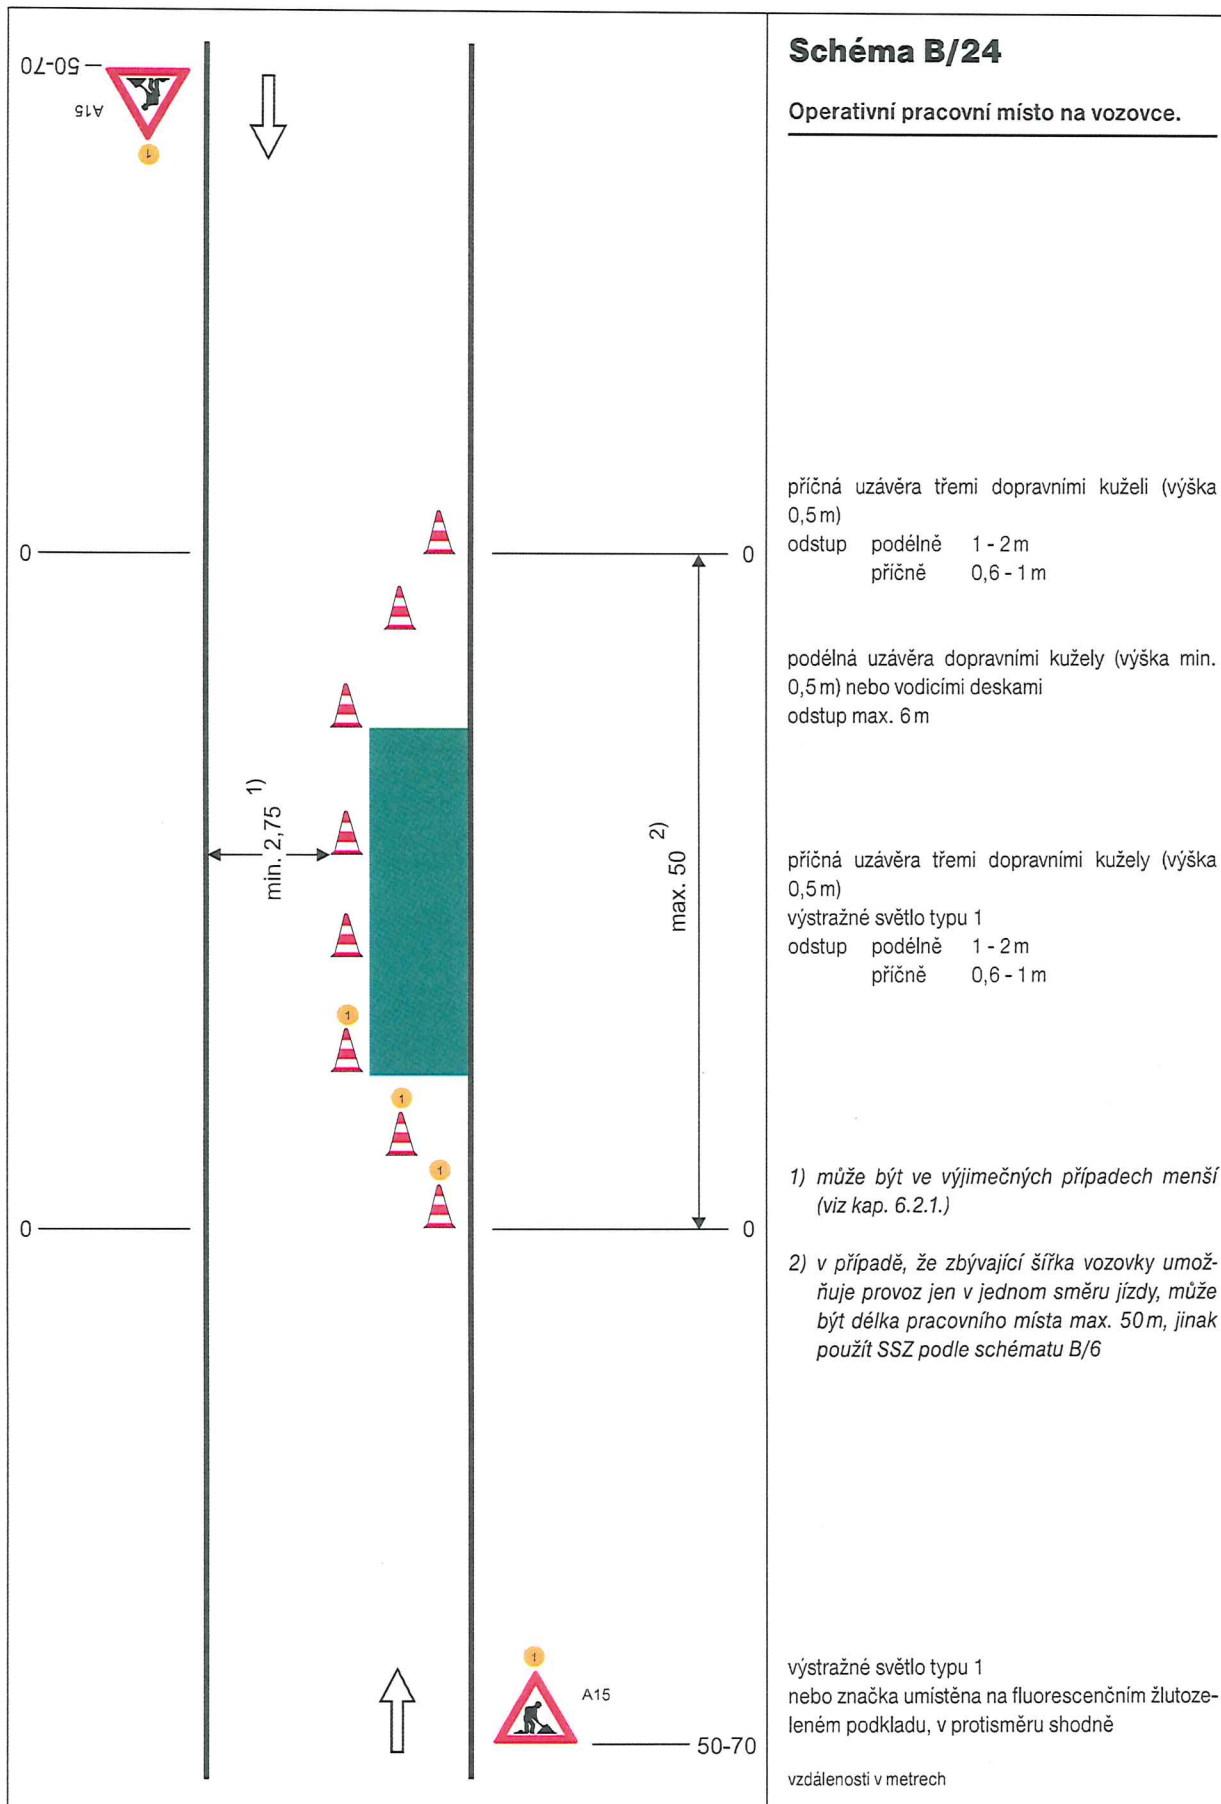 Schéma B/24
Operativní pracovní místo na vozovce.
50-70
A15
1
příčná uzávěra třemi dopravními kuželi (výška
0,5 m)
odstup podélně 1 - 2 m
příčně 0,6 - 1 m
0
0
podélná uzávěra dopravními kužely (výška min.
0,5 m) nebo vodicími deskami
odstup max. 6 m
min. 2,75 1)
max. 50 2)
příčná uzávěra třemi dopravními kužely (výška
0,5 m)
výstražné světlo typu 1
odstup podélně 1 - 2 m
příčně 0,6 - 1 m
1
1
1
0
0
1) může být ve výjimečných případech menší
(viz kap. 6.2.1.)
2) v případě, že zbývající šířka vozovky umož-
ňuje provoz jen v jednom směru jízdy, může
být délka pracovního místa max. 50 m, jinak
použít SSZ podle schématu B/6
1
A15
50-70
výstražné světlo typu 1
nebo značka umístěna na fluorescenčním žlutoze-
leném podkladu, v protisměru shodně
vzdálenosti v metrech